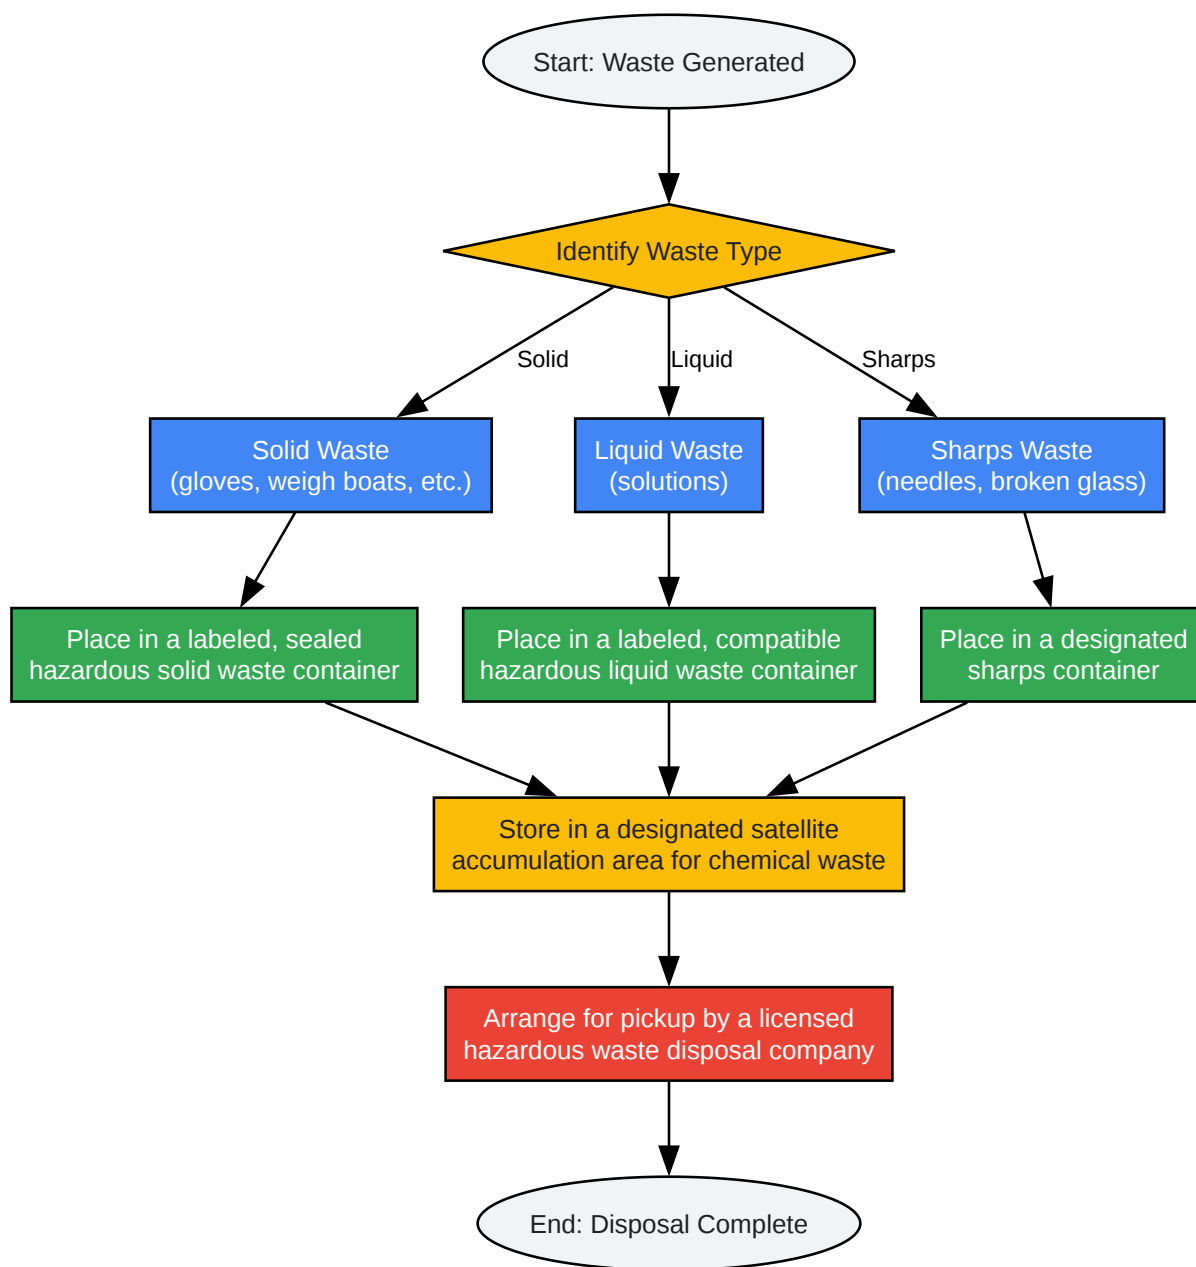 Start: Waste Generated
Identify Waste Type
Solid
Liquid
Sharps
Solid Waste
(gloves, weigh boats, etc.)
Liquid Waste
(solutions)
Sharps Waste
(needles, broken glass)
Place in a labeled, sealed
hazardous solid waste container
Place in a labeled, compatible
hazardous liquid waste container
Place in a designated
sharps container
Store in a designated satellite
accumulation area for chemical waste
Arrange for pickup by a licensed
hazardous waste disposal company
End: Disposal Complete